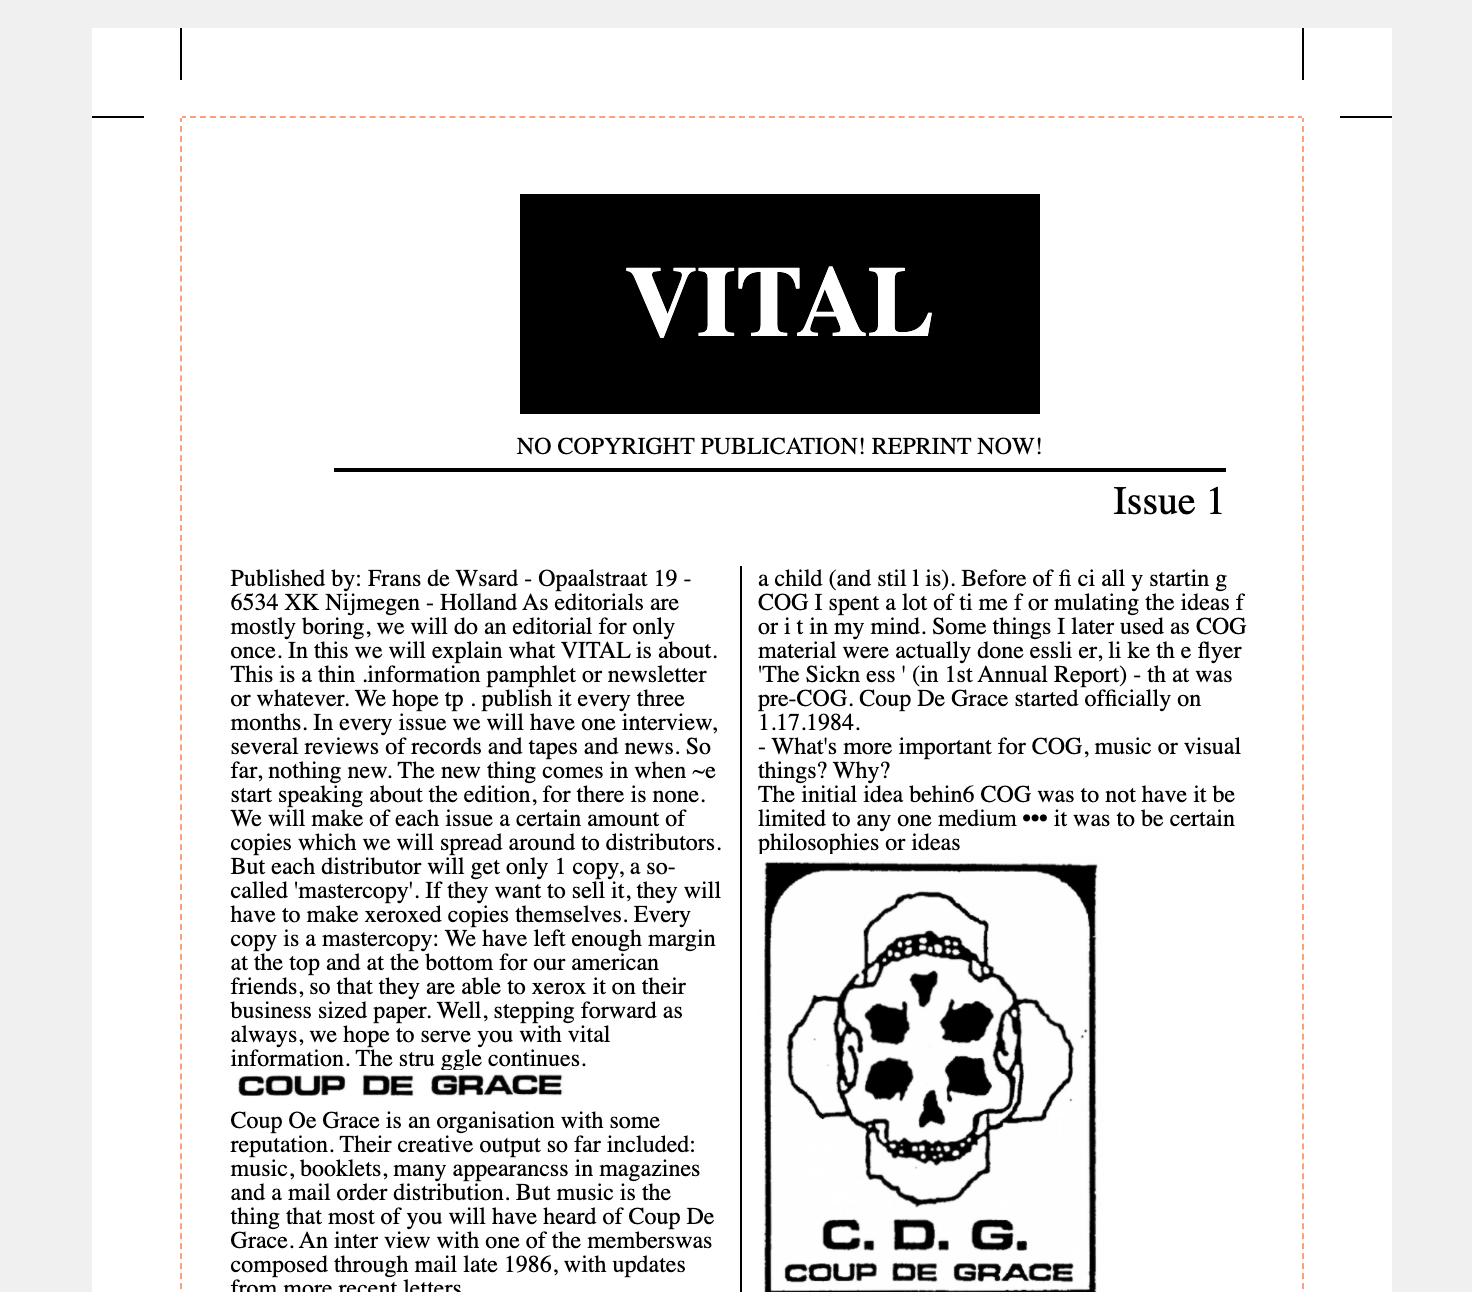 VITAL
NO COPYRIGHT PUBLICATION! REPRINT NOW!
Issue 1
Published by: Frans de Wsard - Opaalstraat 19 -
6534 XK Nijmegen - Holland As editorials are
mostly boring, we will do an editorial for only
once. In this we will explain what VITAL is about.
This is a thin .information pamphlet or newsletter
or whatever. We hope tp . publish it every three
months. In every issue we will have one interview,
several reviews of records and tapes and news. So
far, nothing new. The new thing comes in when ~e
start speaking about the edition, for there is none.
We will make of each issue a certain amount of
copies which we will spread around to distributors.
But each distributor will get only 1 copy, a so-
called 'mastercopy'. If they want to sell it, they will
have to make xeroxed copies themselves. Every
copy is a mastercopy: We have left enough margin
at the top and at the bottom for our american
friends, so that they are able to xerox it on their
business sized paper. Well, stepping forward as
always, we hope to serve you with vital
information. The stru ggle continues.
COUP DE GRACE
Coup Oe Grace is an organisation with some
reputation. Their creative output so far included:
music, booklets, many appearancss in magazines
and a mail order distribution. But music is the
thing that most of you will have heard of Coup De
Grace. An inter view with one of the memberswas
composed through mail late 1986, with updates
from more recent letters
a child (and stil l is). Before of fi ci all y startin g
COG I spent a lot of ti me f or mulating the ideas f
or i t in my mind. Some things I later used as COG
material were actually done essli er, li ke th e flyer
'The Sickn ess ' (in 1st Annual Report) - th at was
pre-COG. Coup De Grace started officially on
1.17.1984.
- What's more important for COG, music or visual
things? Why?
The initial idea behin6 COG was to not have it be
limited to any one medium ••• it was to be certain
philosophies or ideas
C. D. G.
COUP DE GRACE